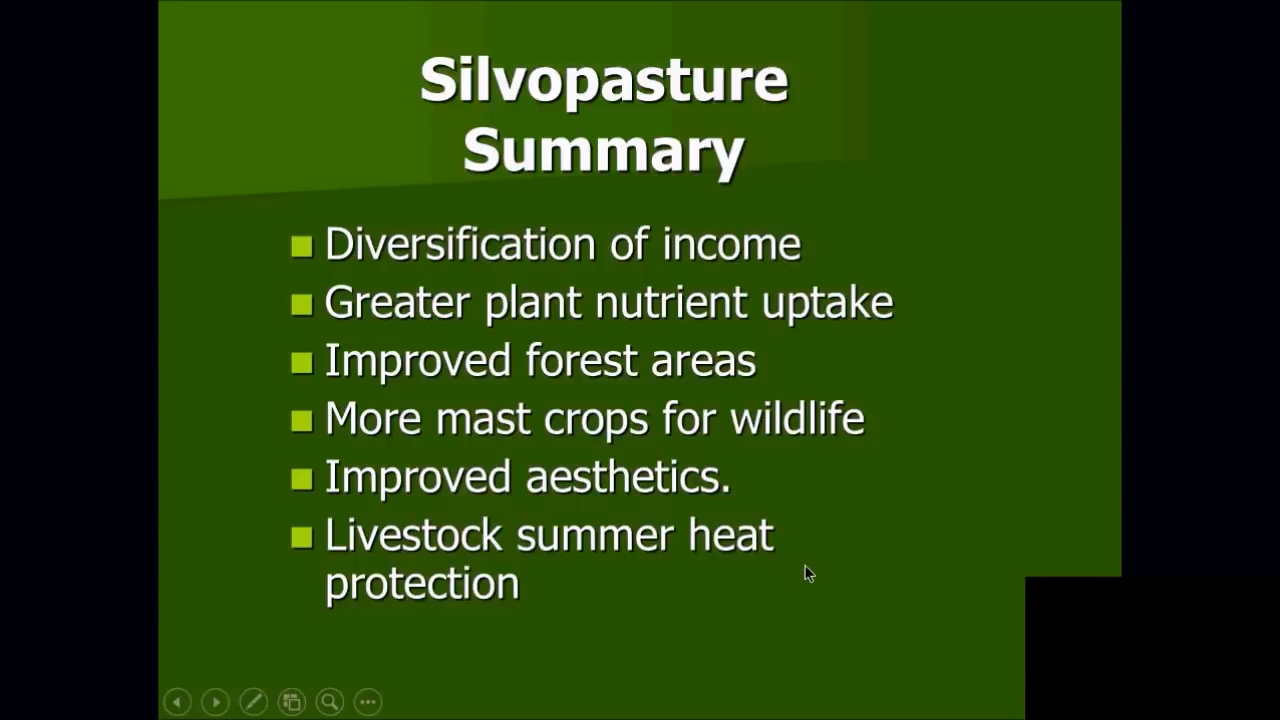 Silvopasture
Summary
Diversification of income
Greater plant nutrient uptake
Improved forest areas
More mast crops for wildlife
Improved aesthetics.
Livestock summer heat
protection